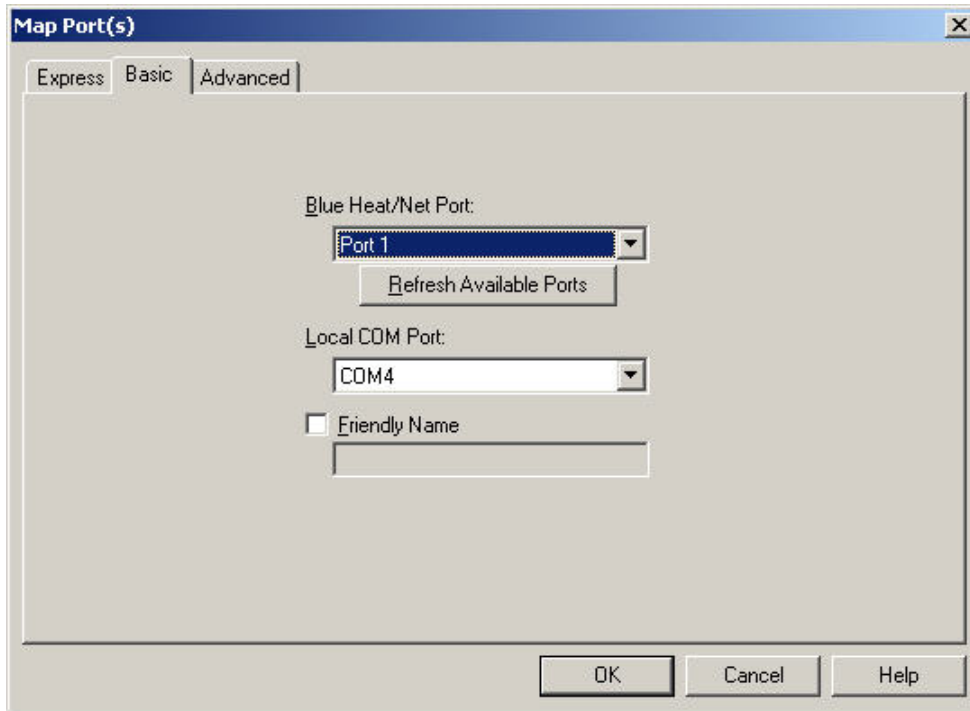 Map Port(s)
Express Basic Advanced
Blue Heat/Net Port:
Port 1
Refresh Available Ports
Local COM Port:
COM4
Friendly Name
OK Cancel Help